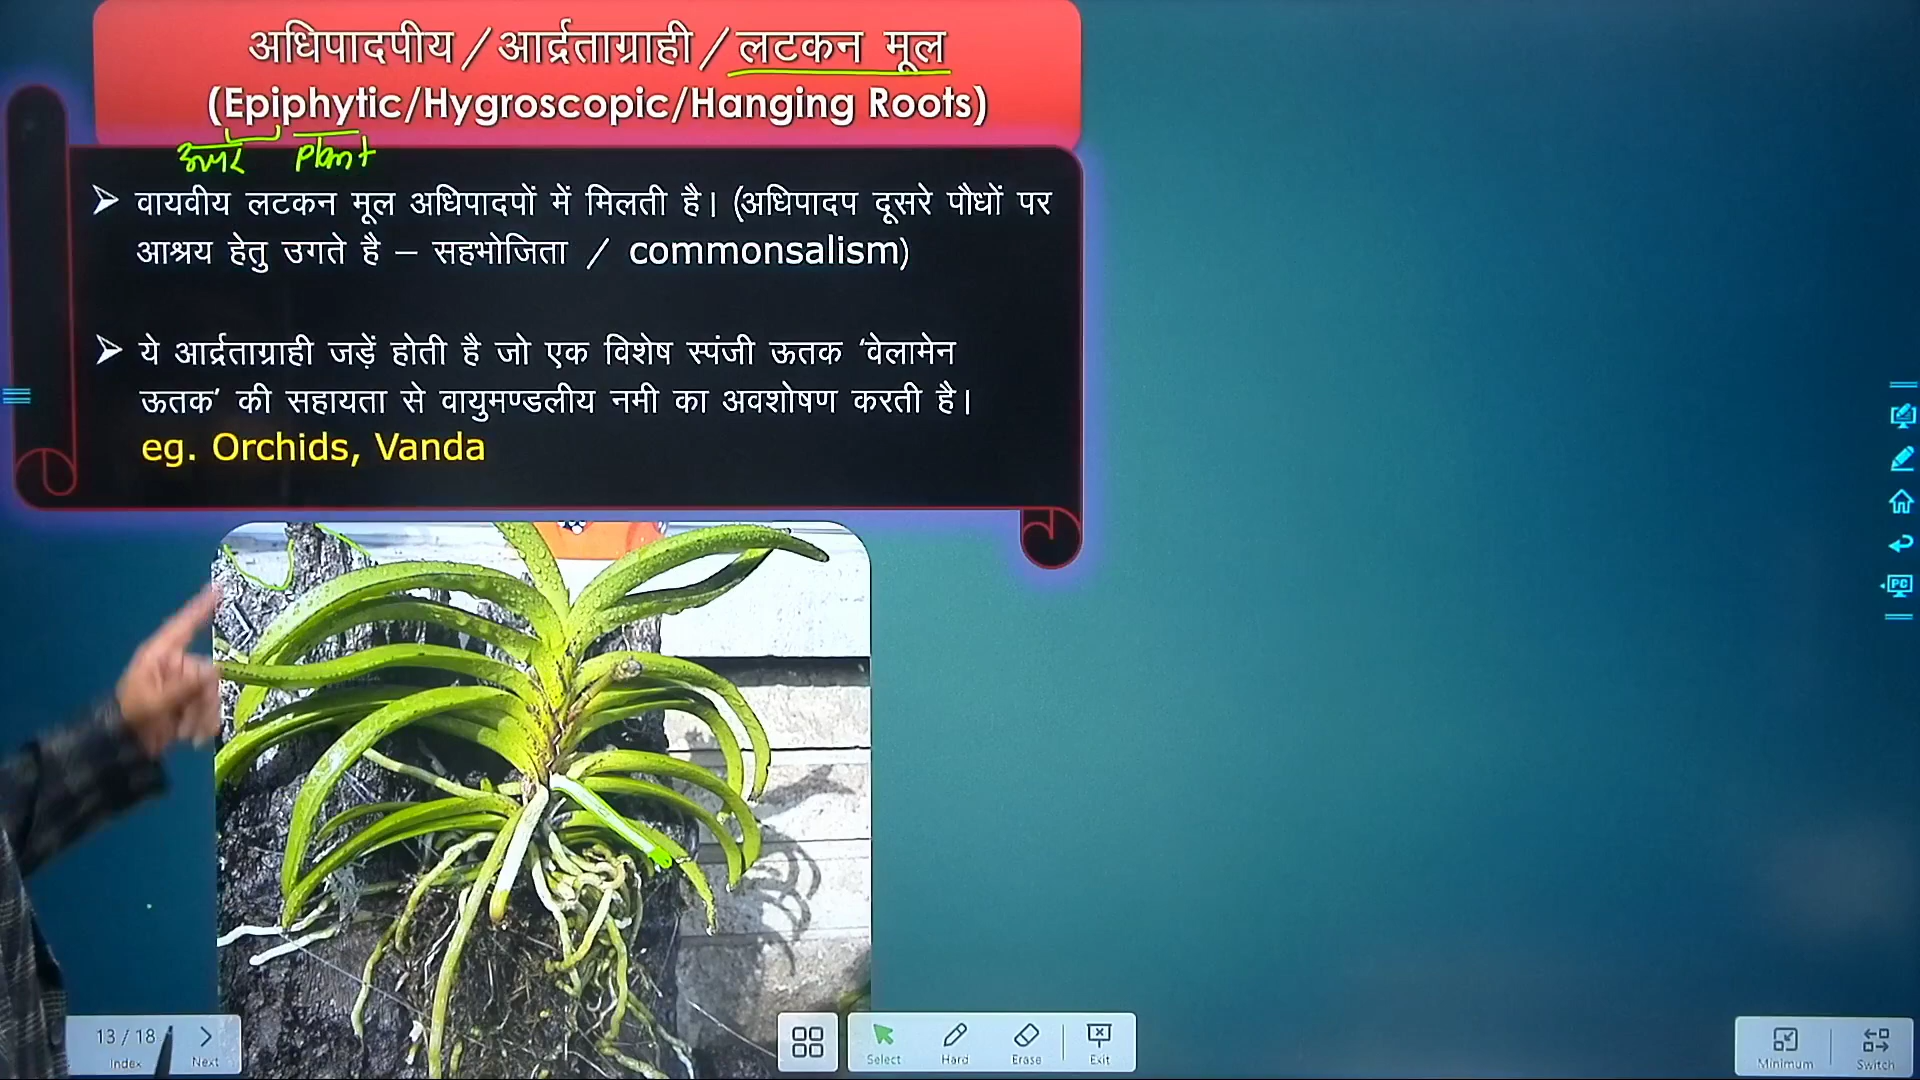 अधिपादपीय / आर्द्रताग्राही / लटकन मूल
(Epiphytic/Hygroscopic/Hanging Roots)
ऊपर plant
➤ वायवीय लटकन मूल अधिपादपों में मिलती है। (अधिपादप दूसरे पौधों पर
आश्रय हेतु उगते है – सहभोजिता / commonsalism)
➤ ये आर्द्रताग्राही जड़ें होती है जो एक विशेष स्पंजी ऊतक ‘वेलामेन
ऊतक’ की सहायता से वायुमण्डलीय नमी का अवशोषण करती है।
eg. Orchids, Vanda
PC
13 / 18
Index Next Select Hard Erase Exit Minimum Switch